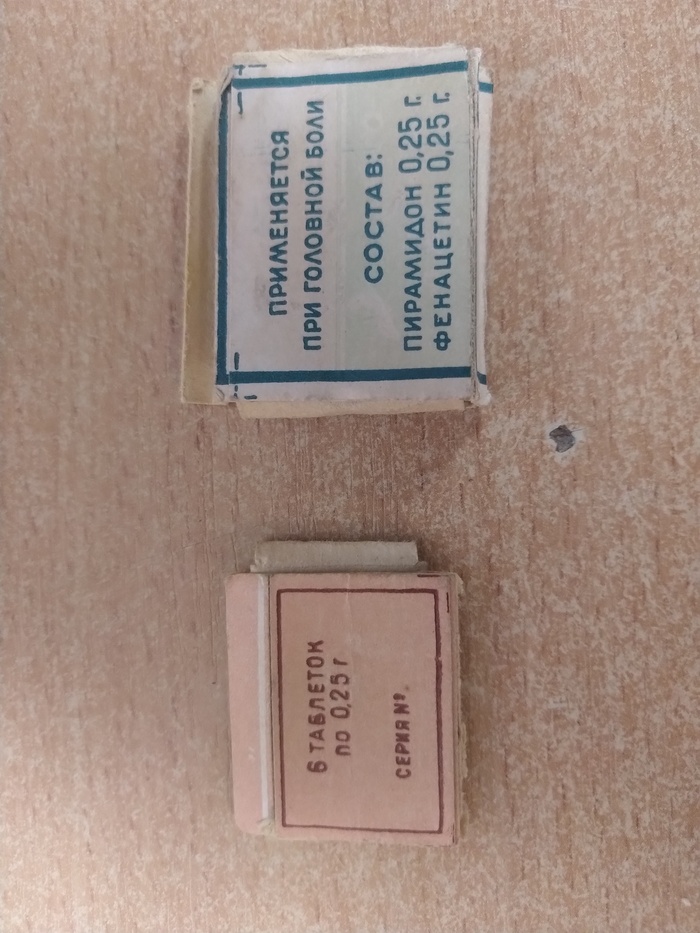 ПРИМЕНЯЕТСЯ
ПРИ ГОЛОВНОЙ БОЛИ
СОСТАВ:
ПИРАМИДОН 0,25 г.
ФЕНАЦЕТИН 0,25 г.
6 ТАБЛЕТОК
ПО 0,25 г
СЕРИЯ №.